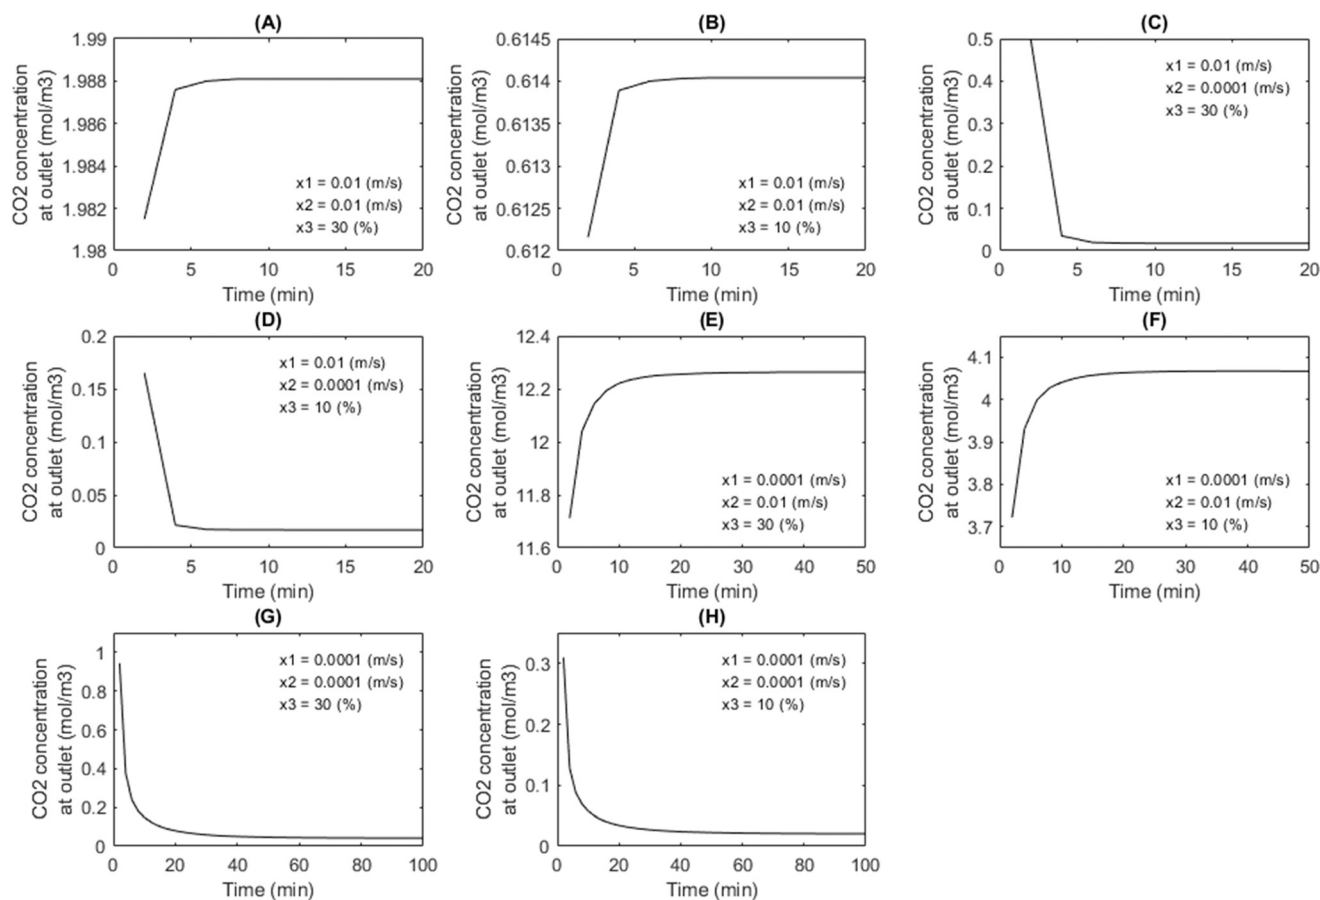 (A)
CO2 concentration
at outlet (mol/m3)
1.99
1.988
1.986
1.984
1.982
1.98
x1 = 0.01 (m/s)
x2 = 0.01 (m/s)
x3 = 30 (%)
0 5 10 15 20
Time (min)
(B)
CO2 concentration
at outlet (mol/m3)
0.6145
0.614
0.6135
0.613
0.6125
0.612
x1 = 0.01 (m/s)
x2 = 0.01 (m/s)
x3 = 10 (%)
0 5 10 15 20
Time (min)
(C)
CO2 concentration
at outlet (mol/m3)
0.5
0.4
0.3
0.2
0.1
0
x1 = 0.01 (m/s)
x2 = 0.0001 (m/s)
x3 = 30 (%)
0 5 10 15 20
Time (min)
(D)
CO2 concentration
at outlet (mol/m3)
0.2
0.15
0.1
0.05
0
x1 = 0.01 (m/s)
x2 = 0.0001 (m/s)
x3 = 10 (%)
0 5 10 15 20
Time (min)
(E)
CO2 concentration
at outlet (mol/m3)
12.4
12.2
12
11.8
11.6
x1 = 0.0001 (m/s)
x2 = 0.01 (m/s)
x3 = 30 (%)
0 10 20 30 40 50
Time (min)
(F)
CO2 concentration
at outlet (mol/m3)
4.1
4
3.9
3.8
3.7
x1 = 0.0001 (m/s)
x2 = 0.01 (m/s)
x3 = 10 (%)
0 10 20 30 40 50
Time (min)
(G)
CO2 concentration
at outlet (mol/m3)
1
0.8
0.6
0.4
0.2
0
x1 = 0.0001 (m/s)
x2 = 0.0001 (m/s)
x3 = 30 (%)
0 20 40 60 80 100
Time (min)
(H)
CO2 concentration
at outlet (mol/m3)
0.3
0.2
0.1
0
x1 = 0.0001 (m/s)
x2 = 0.0001 (m/s)
x3 = 10 (%)
0 20 40 60 80 100
Time (min)